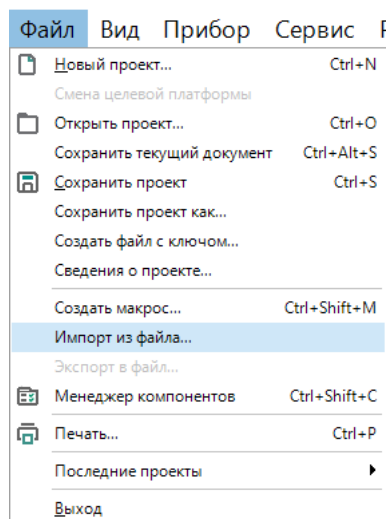 Файл Вид Прибор Сервис
Новый проект... Ctrl+N
Смена целевой платформы
Открыть проект... Ctrl+O
Сохранить текущий документ Ctrl+Alt+S
Сохранить проект Ctrl+S
Сохранить проект как...
Создать файл с ключом...
Сведения о проекте...
Создать макрос... Ctrl+Shift+M
Импорт из файла...
Экспорт в файл...
Менеджер компонентов Ctrl+Shift+C
Печать... Ctrl+P
Последние проекты
Выход